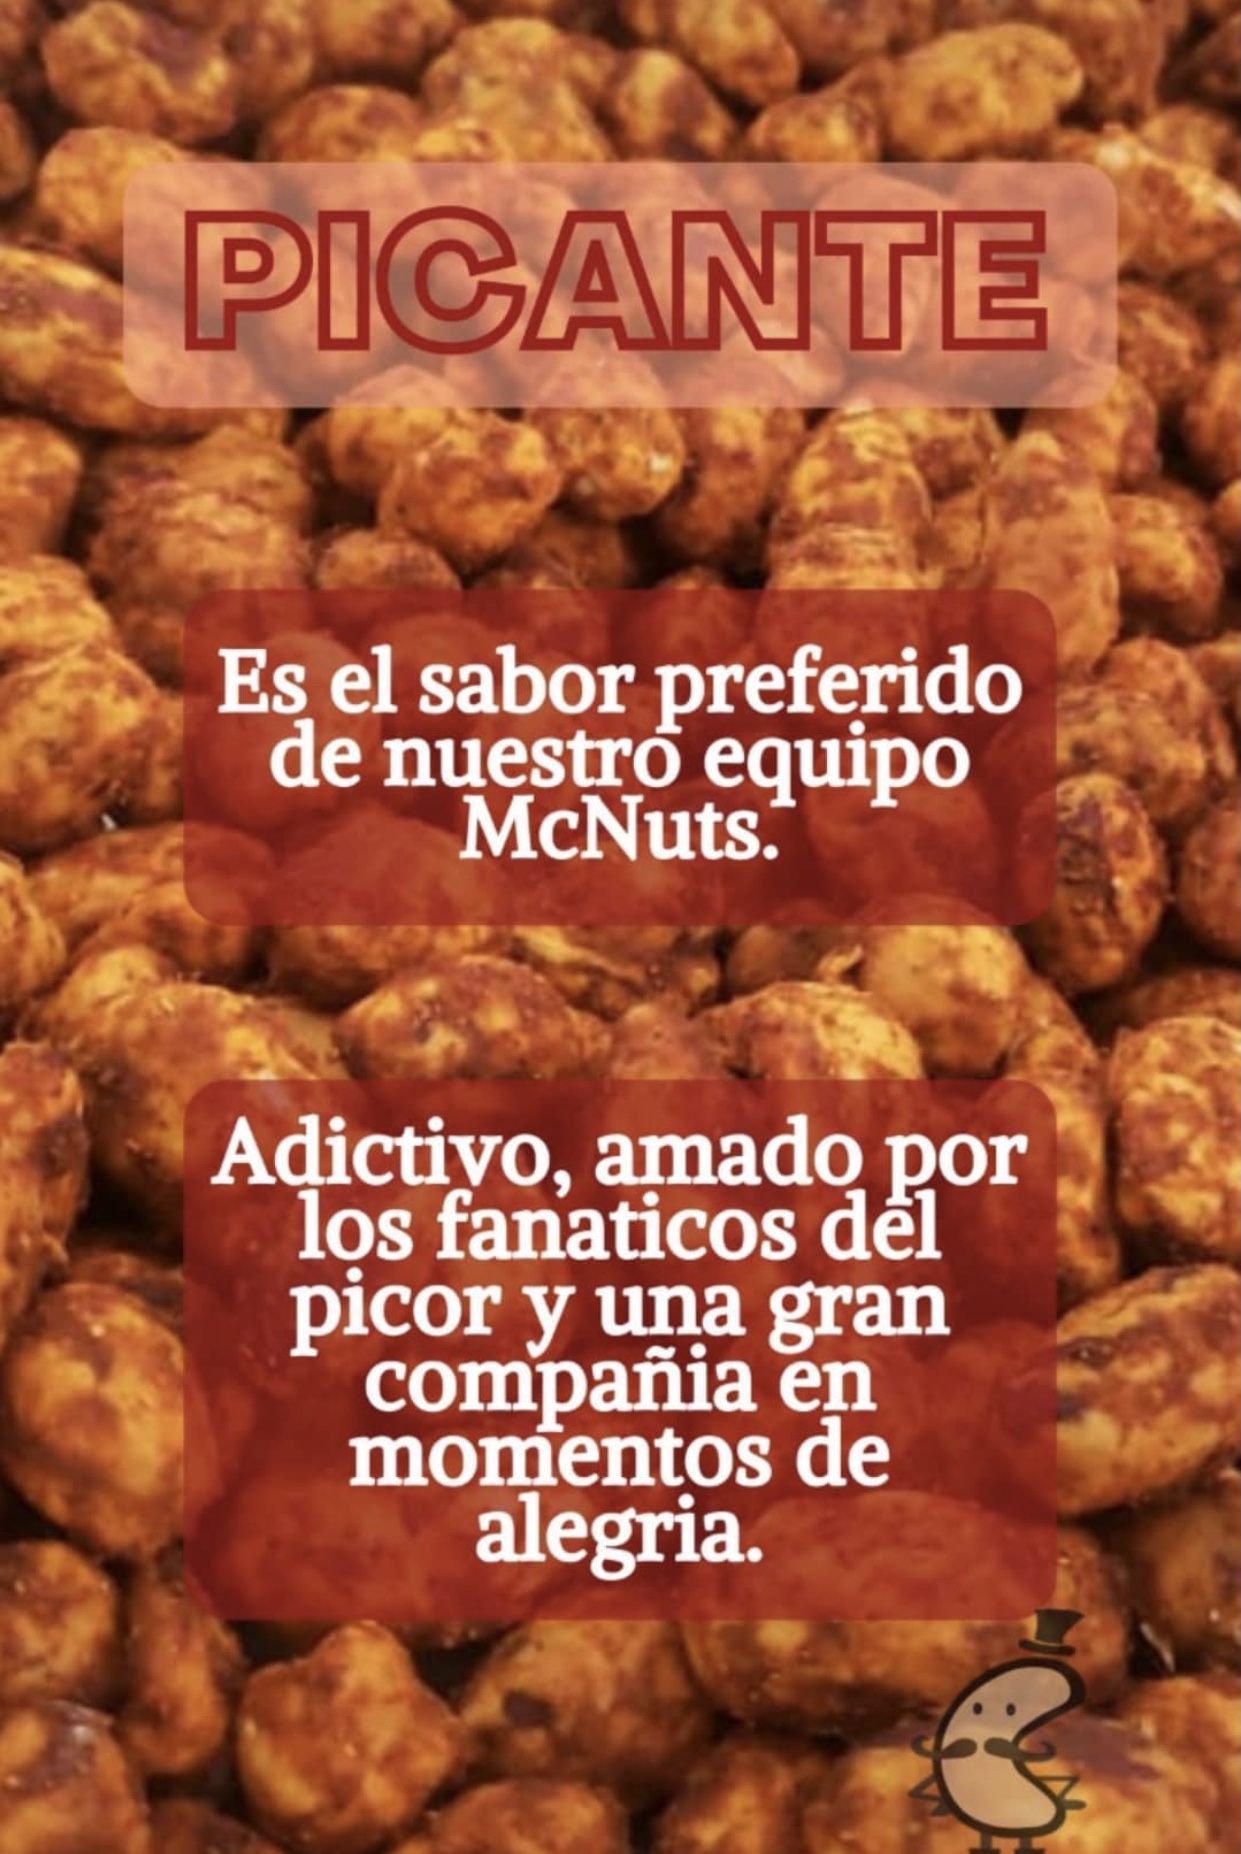 PICANTE
Es el sabor preferido
de nuestro equipo
McNuts.
Adictivo, amado por
los fanaticos del
picor y una gran
compañia en
momentos de
alegria.